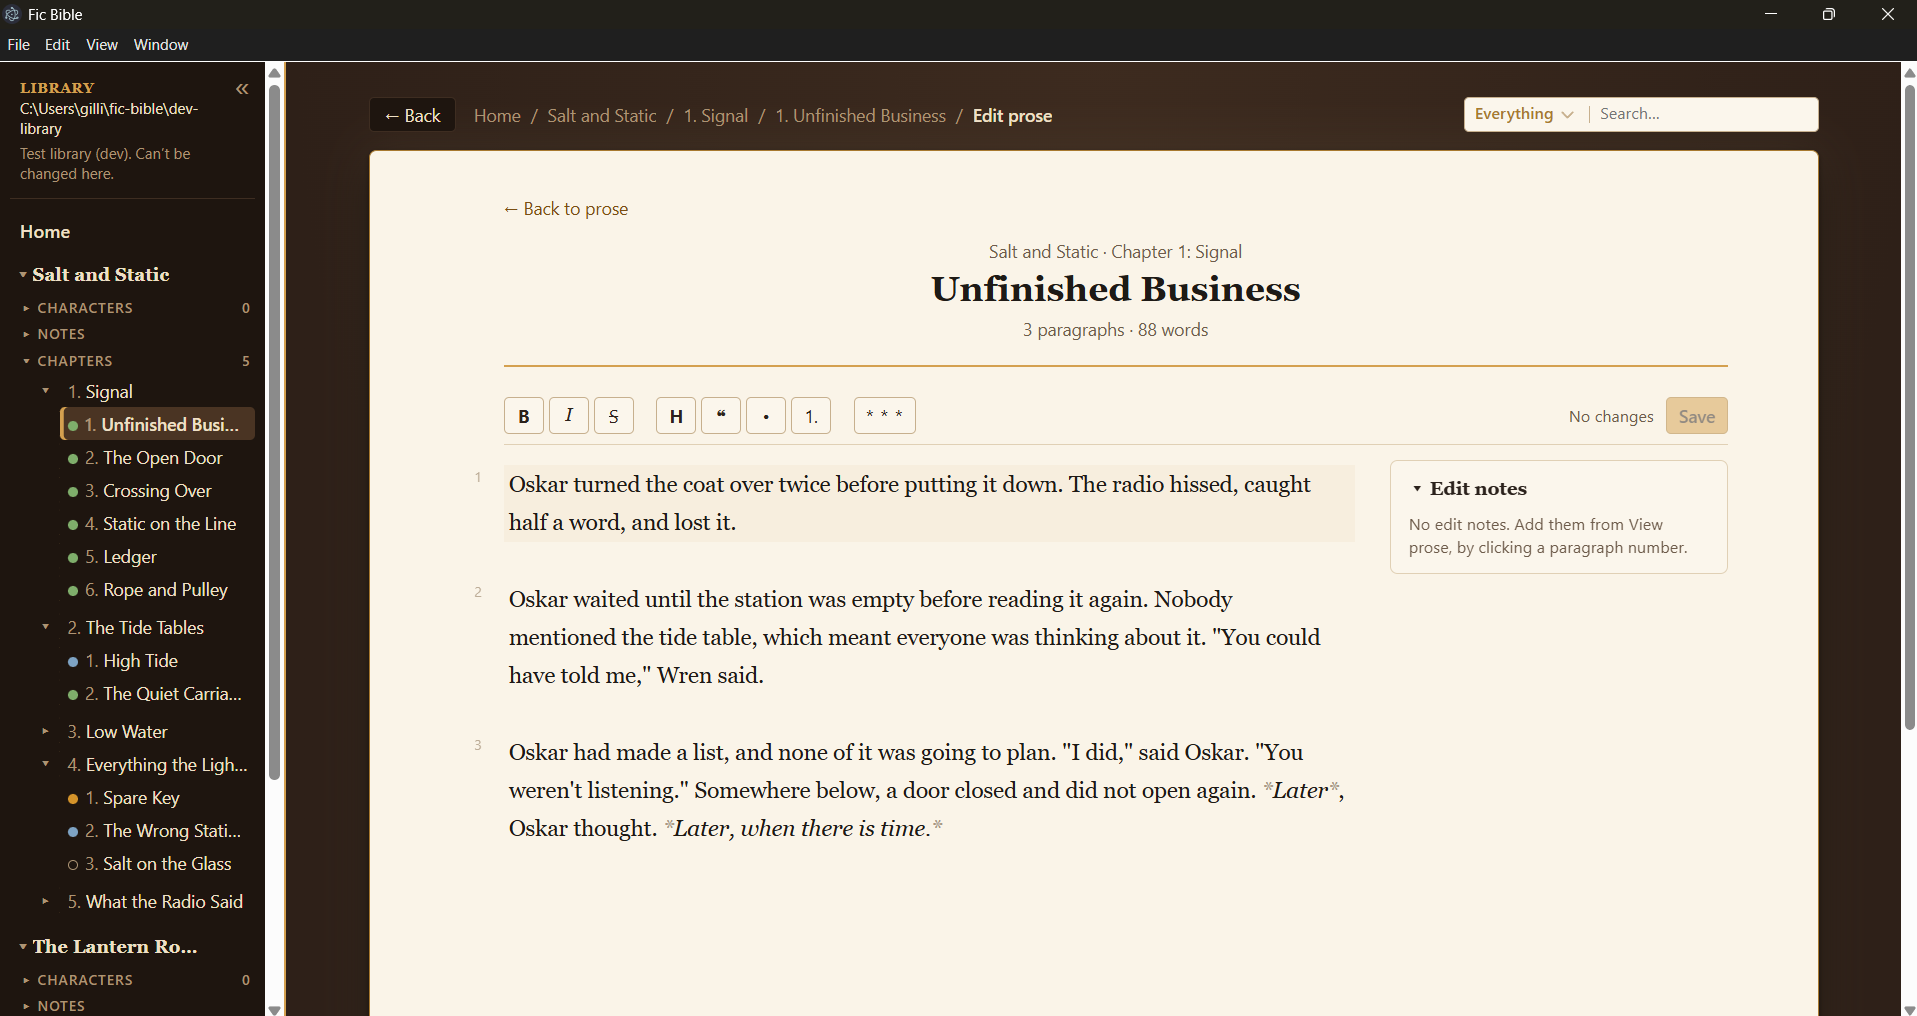 Fic Bible
File Edit View Window
LIBRARY «
C:\Users\gilli\fic-bible\dev-
library
Test library (dev). Can't be
changed here.
Home
Salt and Static
CHARACTERS 0
NOTES
CHAPTERS 5
1. Signal
1. Unfinished Busi...
2. The Open Door
3. Crossing Over
4. Static on the Line
5. Ledger
6. Rope and Pulley
2. The Tide Tables
1. High Tide
2. The Quiet Carria...
3. Low Water
4. Everything the Ligh...
1. Spare Key
2. The Wrong Stati...
3. Salt on the Glass
5. What the Radio Said
The Lantern Ro...
CHARACTERS 0
NOTES
← Back Home / Salt and Static / 1. Signal / 1. Unfinished Business / Edit prose
Everything Search...
← Back to prose
Salt and Static · Chapter 1: Signal
Unfinished Business
3 paragraphs · 88 words
B I S H ❝ • 1. * * *
No changes Save
1 Oskar turned the coat over twice before putting it down. The radio hissed, caught
half a word, and lost it.
2 Oskar waited until the station was empty before reading it again. Nobody
mentioned the tide table, which meant everyone was thinking about it. "You could
have told me," Wren said.
3 Oskar had made a list, and none of it was going to plan. "I did," said Oskar. "You
weren't listening." Somewhere below, a door closed and did not open again. *Later*,
Oskar thought. *Later, when there is time.*
Edit notes
No edit notes. Add them from View
prose, by clicking a paragraph number.